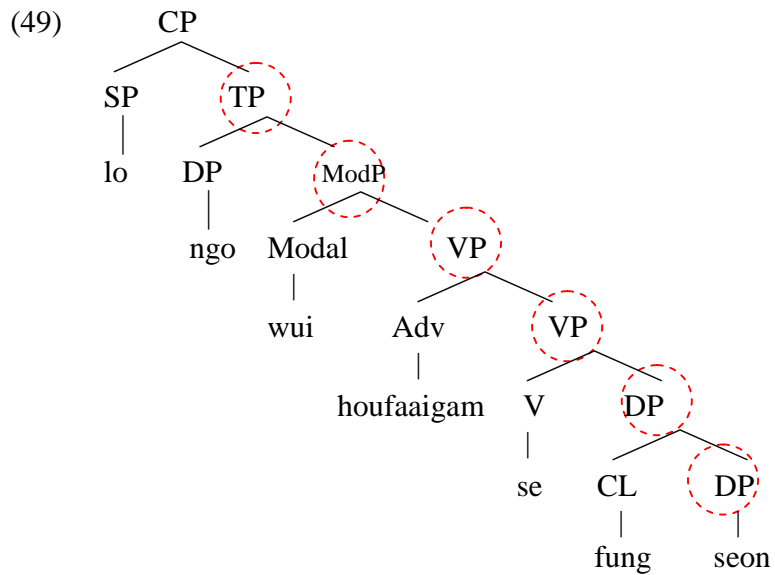 (49) CP
SP TP
lo DP ModP
ngo Modal VP
wui Adv VP
houfaaigam V DP
se CL DP
fung seon